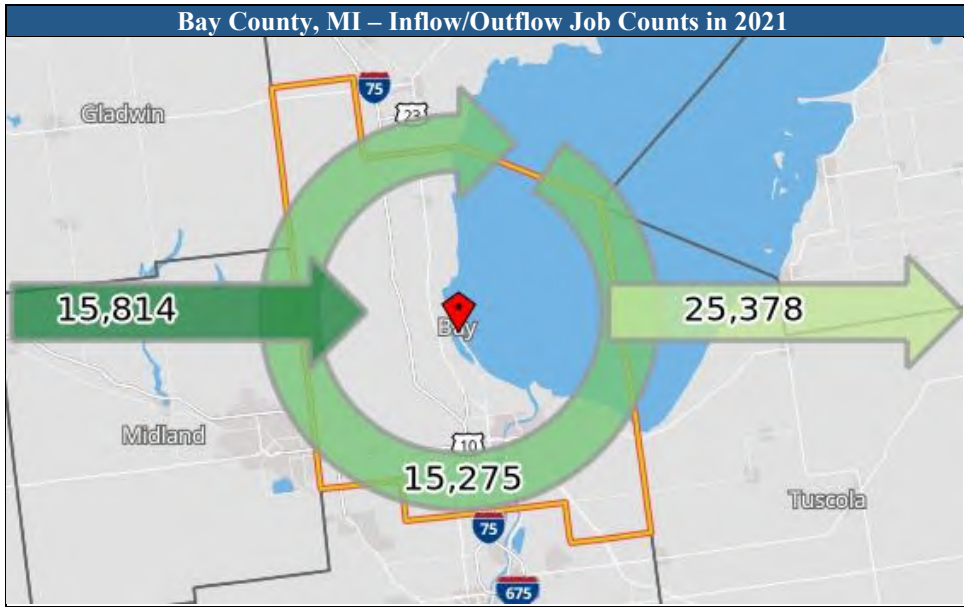 Bay County, MI – Inflow/Outflow Job Counts in 2021
75
Gladwin
23
15,814
25,378
Bay
Midland
10
15,275
Tuscola
75
675